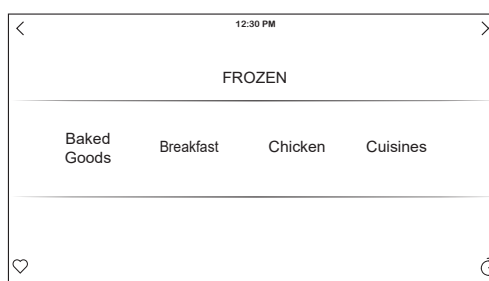 12:30 PM
FROZEN
Baked
Goods
Breakfast
Chicken
Cuisines